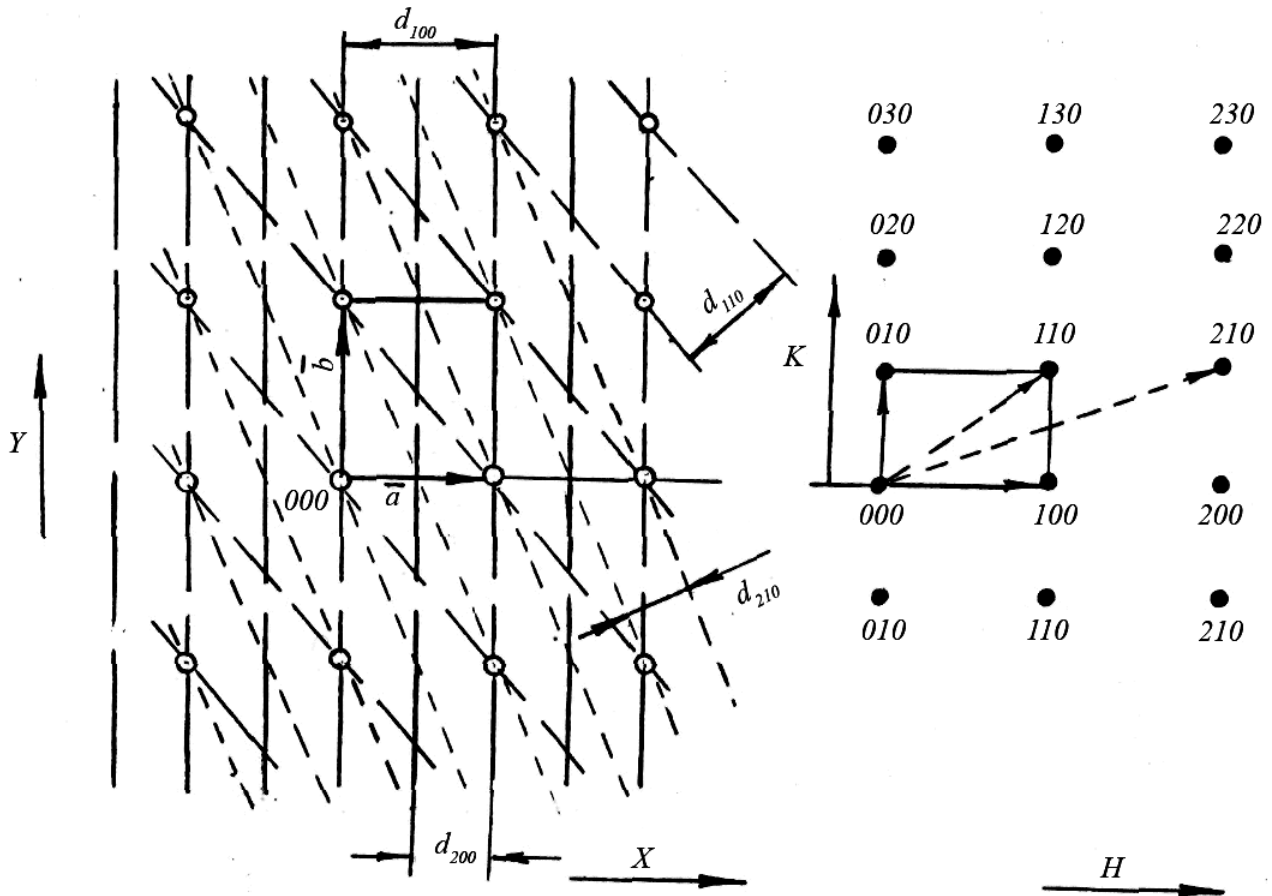 d₁₀₀
030 130 230
020 120 220
d₁₁₀
K
010 110 210
b̅
Y
000
a̅
000 100 200
d₂₁₀
010 110 210
d₂₀₀
X
H